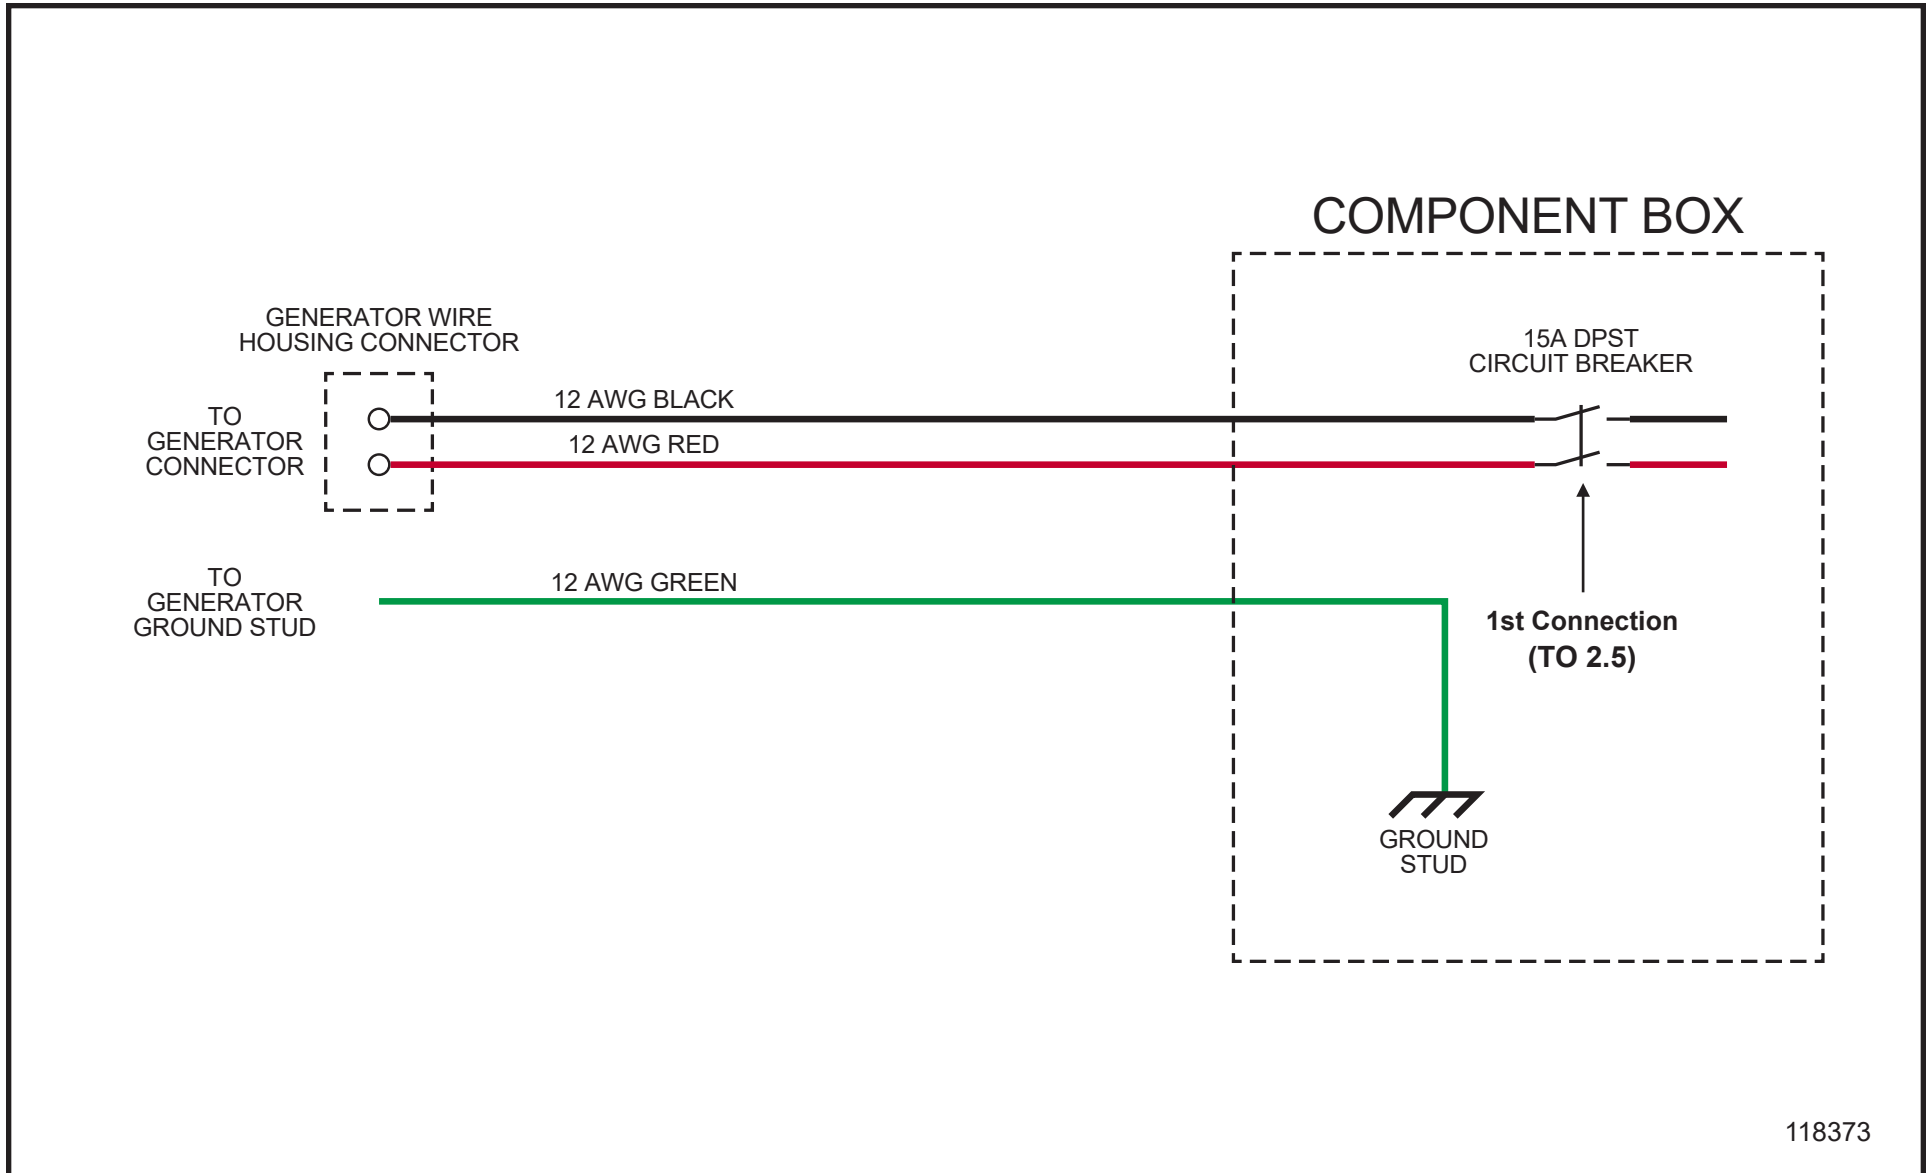 COMPONENT BOX
GENERATOR WIRE
HOUSING CONNECTOR
15A DPST
CIRCUIT BREAKER
TO
GENERATOR
CONNECTOR
12 AWG BLACK
12 AWG RED
TO
GENERATOR
GROUND STUD
12 AWG GREEN
1st Connection
(TO 2.5)
GROUND
STUD
118373